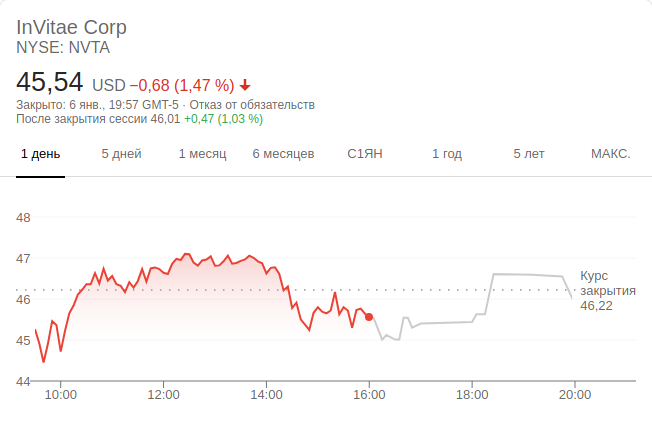 InVitae Corp
NYSE: NVTA
45,54 USD −0,68 (1,47 %)
Закрыто: 6 янв., 19:57 GMT-5 · Отказ от обязательств
После закрытия сессии 46,01 +0,47 (1,03 %)
1 день 5 дней 1 месяц 6 месяцев С1ЯН 1 год 5 лет МАКС.
48
47
46
45
44
Курс
закрытия
46,22
10:00 12:00 14:00 16:00 18:00 20:00